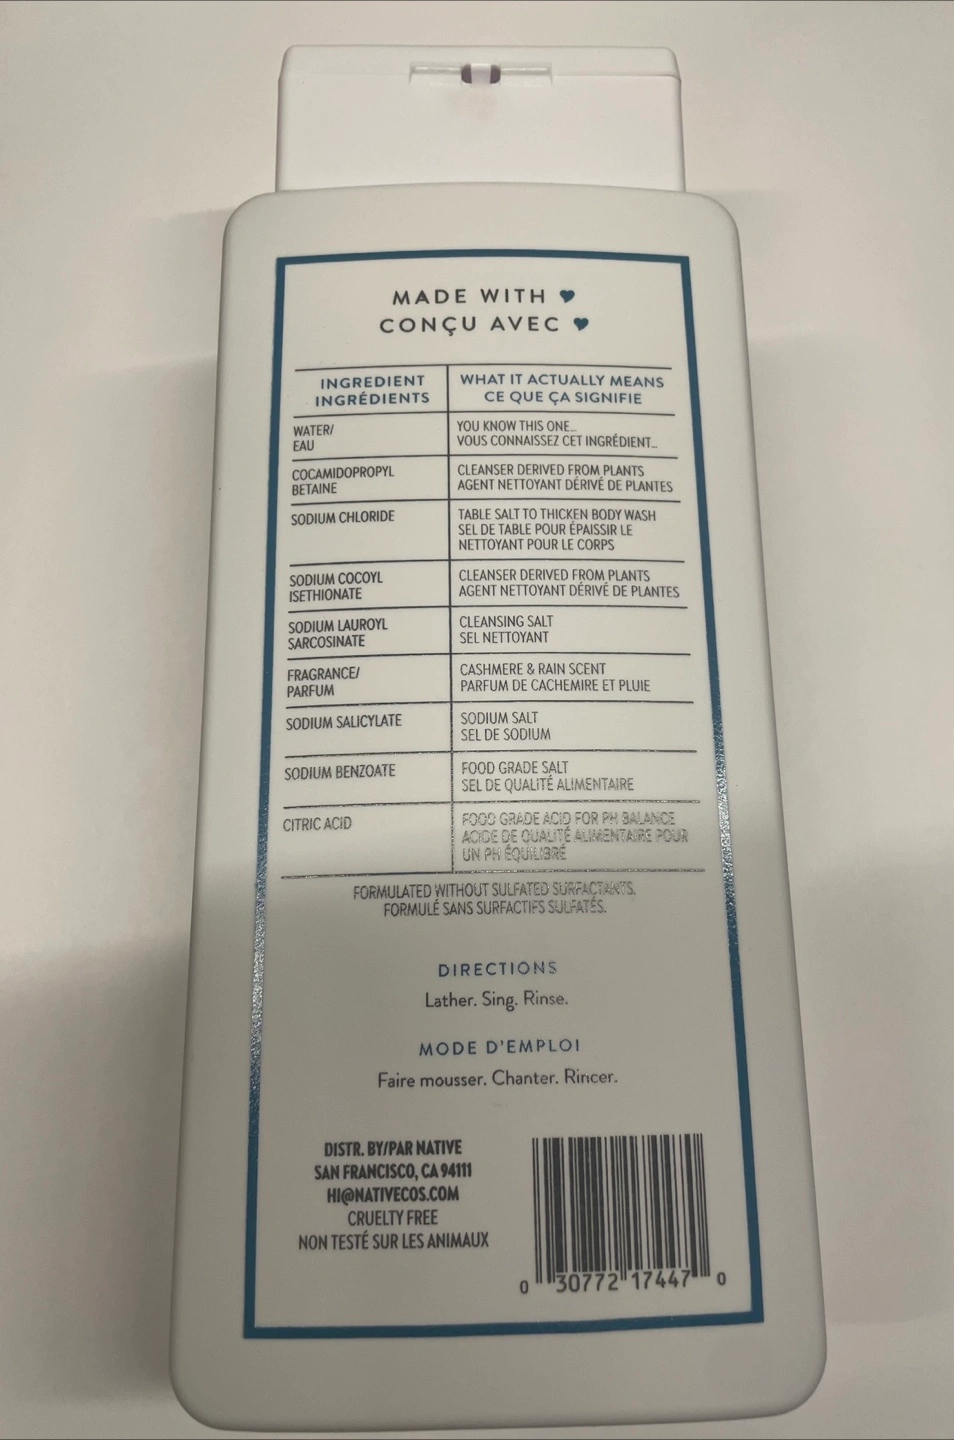 MADE WITH ♥
CONÇU AVEC ♥
INGREDIENT
INGRÉDIENTS
WHAT IT ACTUALLY MEANS
CE QUE ÇA SIGNIFIE
WATER/
EAU
YOU KNOW THIS ONE...
VOUS CONNAISSEZ CET INGRÉDIENT...
COCAMIDOPROPYL
BETAINE
CLEANSER DERIVED FROM PLANTS
AGENT NETTOYANT DÉRIVÉ DE PLANTES
SODIUM CHLORIDE
TABLE SALT TO THICKEN BODY WASH
SEL DE TABLE POUR ÉPAISSIR LE
NETTOYANT POUR LE CORPS
SODIUM COCOYL
ISETHIONATE
CLEANSER DERIVED FROM PLANTS
AGENT NETTOYANT DÉRIVÉ DE PLANTES
SODIUM LAUROYL
SARCOSINATE
CLEANSING SALT
SEL NETTOYANT
FRAGRANCE/
PARFUM
CASHMERE & RAIN SCENT
PARFUM DE CACHEMIRE ET PLUIE
SODIUM SALICYLATE
SODIUM SALT
SEL DE SODIUM
SODIUM BENZOATE
FOOD GRADE SALT
SEL DE QUALITÉ ALIMENTAIRE
CITRIC ACID
FOOD GRADE ACID FOR PH BALANCE
ACIDE DE QUALITÉ ALIMENTAIRE POUR
UN PH ÉQUILIBRÉ
FORMULATED WITHOUT SULFATED SURFACTANTS.
FORMULÉ SANS SURFACTIFS SULFATÉS.
DIRECTIONS
Lather. Sing. Rinse.
MODE D'EMPLOI
Faire mousser. Chanter. Rincer.
DISTR. BY/PAR NATIVE
SAN FRANCISCO, CA 94111
HI@NATIVECOS.COM
CRUELTY FREE
NON TESTÉ SUR LES ANIMAUX
0 30772 17447 0